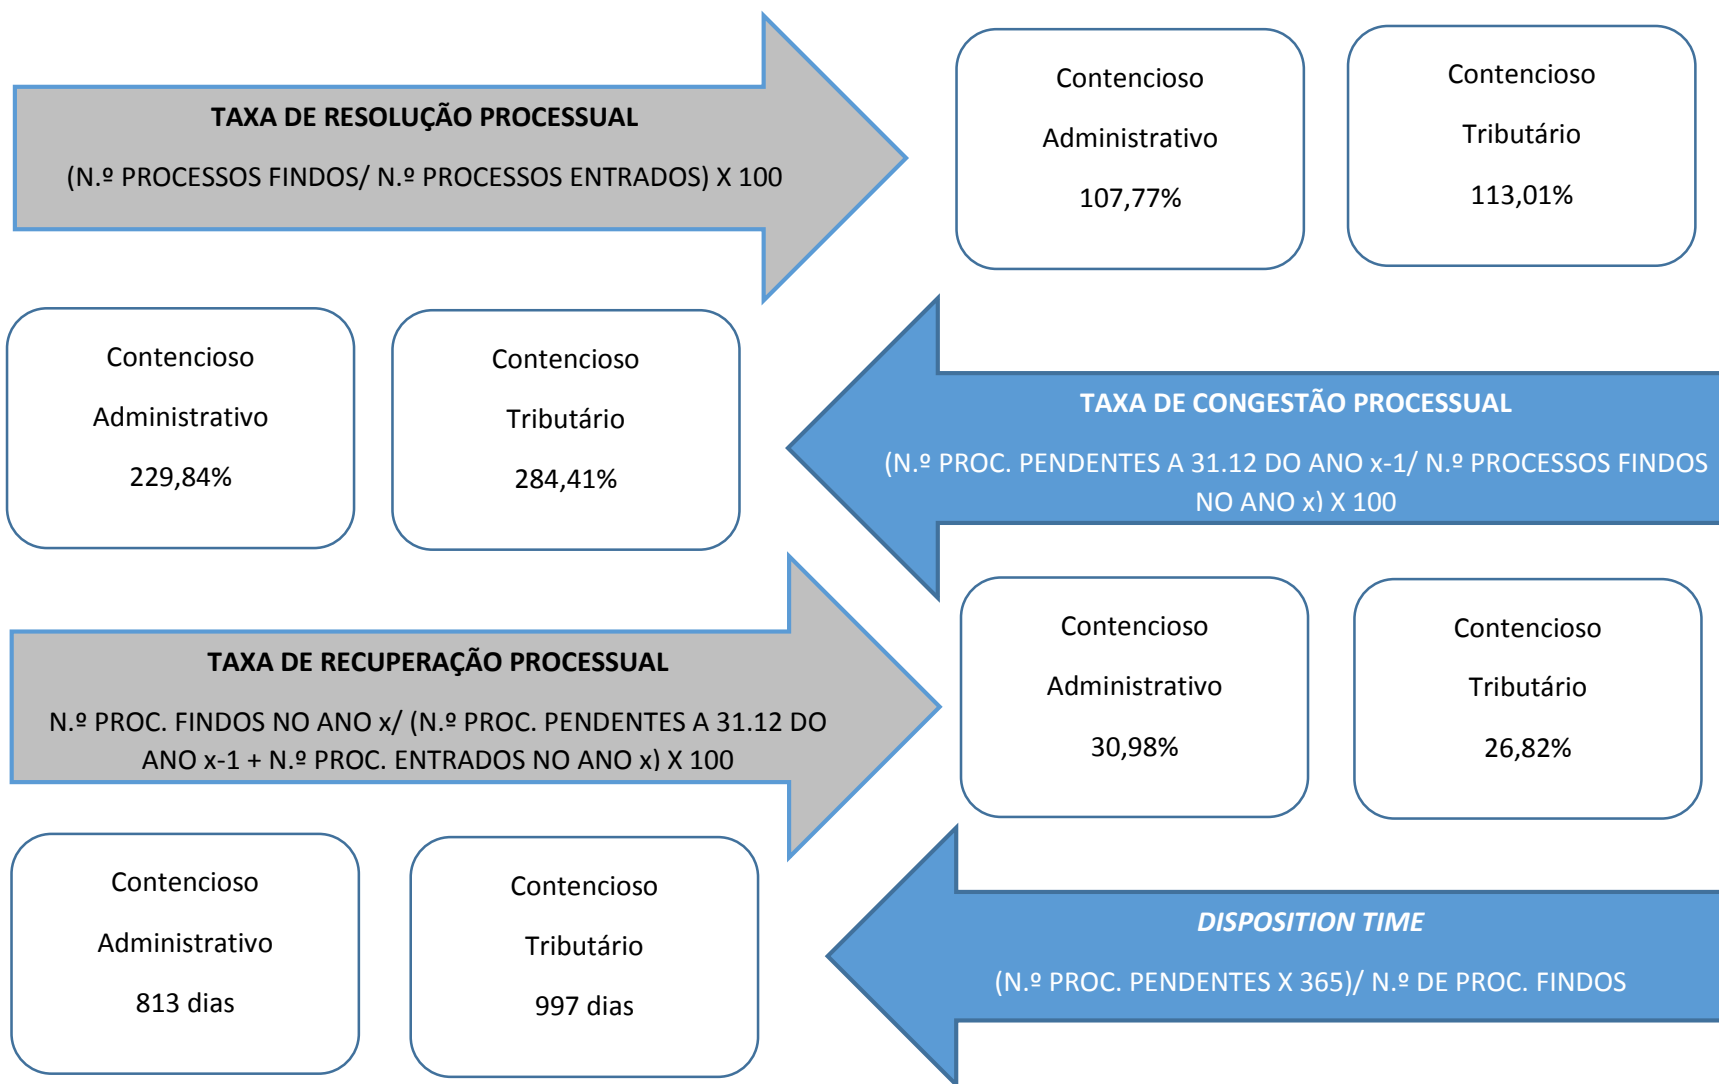 TAXA DE RESOLUÇÃO PROCESSUAL
(N.º PROCESSOS FINDOS/ N.º PROCESSOS ENTRADOS) X 100
Contencioso
Administrativo
107,77%
Contencioso
Tributário
113,01%
Contencioso
Administrativo
229,84%
Contencioso
Tributário
284,41%
TAXA DE CONGESTÃO PROCESSUAL
(N.º PROC. PENDENTES A 31.12 DO ANO x-1/ N.º PROCESSOS FINDOS
NO ANO x) X 100
TAXA DE RECUPERAÇÃO PROCESSUAL
N.º PROC. FINDOS NO ANO x/ (N.º PROC. PENDENTES A 31.12 DO
ANO x-1 + N.º PROC. ENTRADOS NO ANO x) X 100
Contencioso
Administrativo
30,98%
Contencioso
Tributário
26,82%
Contencioso
Administrativo
813 dias
Contencioso
Tributário
997 dias
DISPOSITION TIME
(N.º PROC. PENDENTES X 365)/ N.º DE PROC. FINDOS